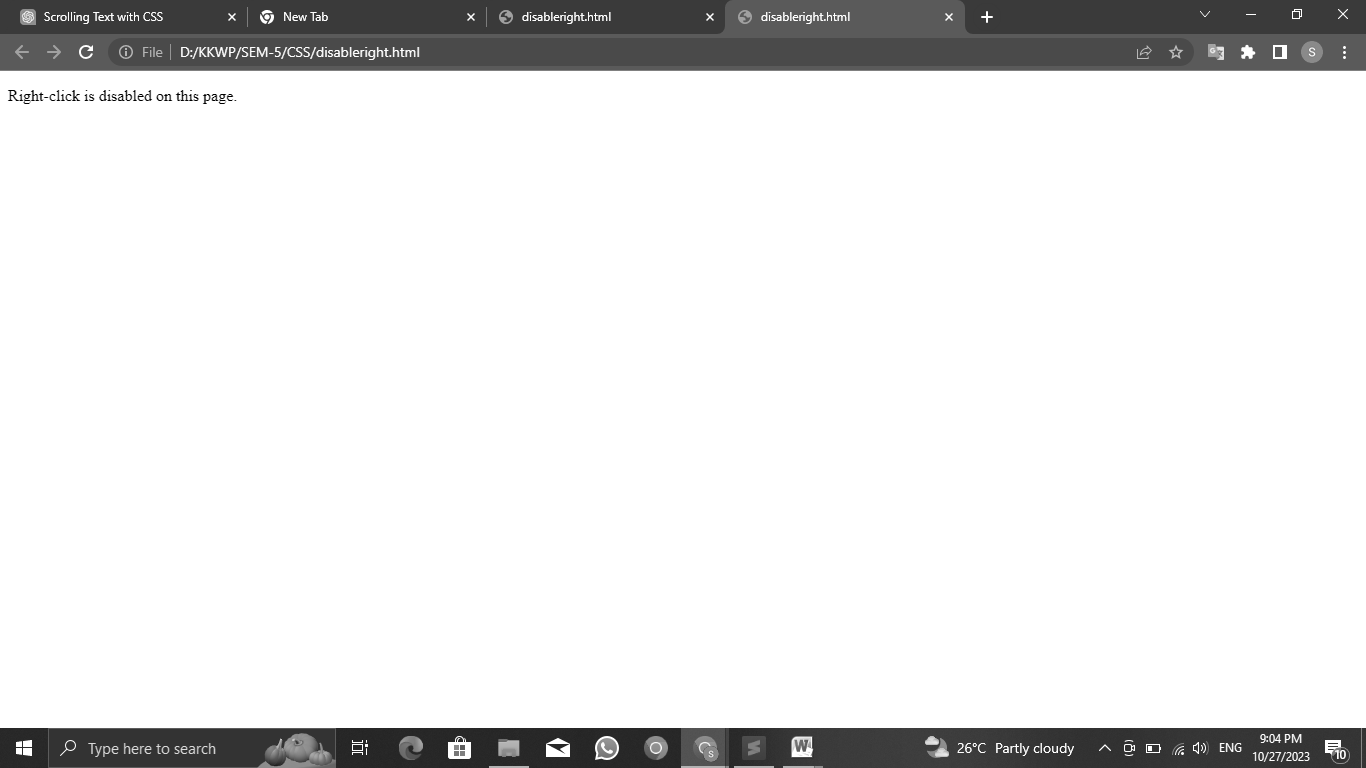 Scrolling Text with CSS
New Tab
disableright.html
disableright.html
File
D:/KKWP/SEM-5/CSS/disableright.html
S
Right-click is disabled on this page.
Type here to search
S
W
26°C Partly cloudy
ENG
9:04 PM
10/27/2023
10